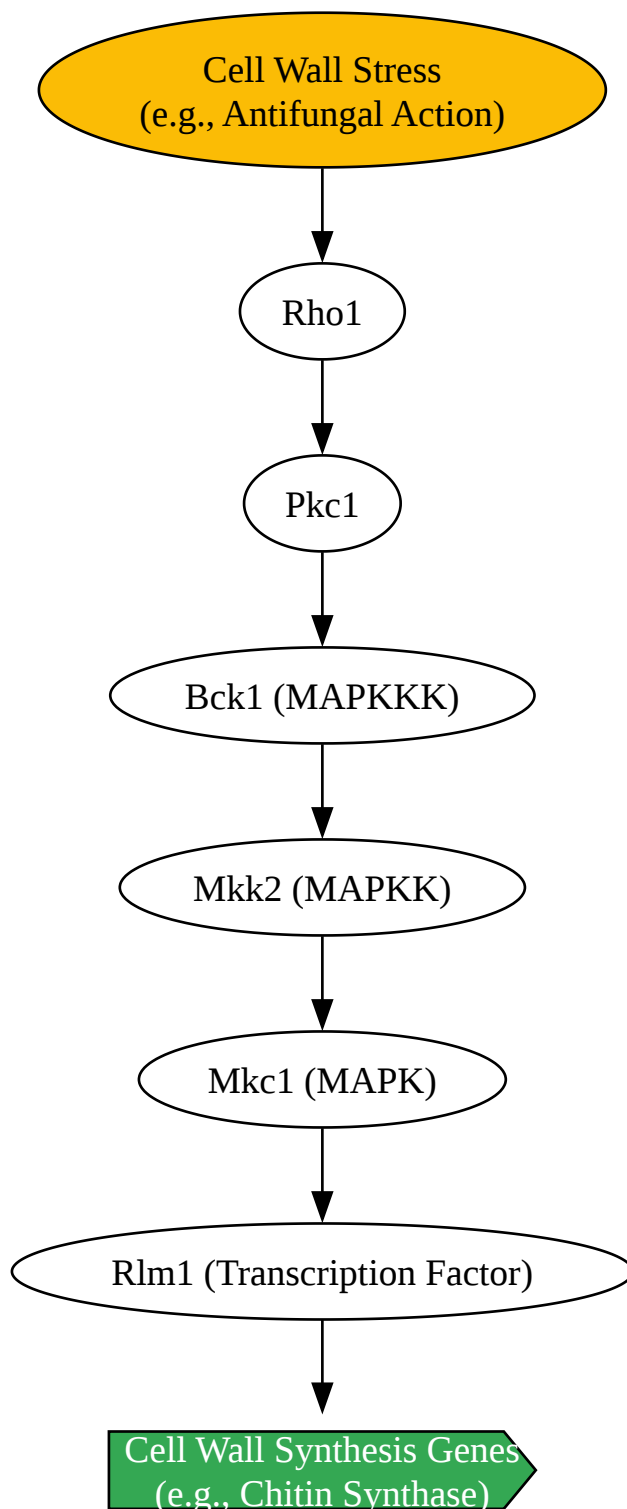 Cell Wall Stress
(e.g., Antifungal Action)
Rho1
Pkc1
Bck1 (MAPKKK)
Mkk2 (MAPKK)
Mkc1 (MAPK)
Rlm1 (Transcription Factor)
Cell Wall Synthesis Genes
(e.g., Chitin Synthase)